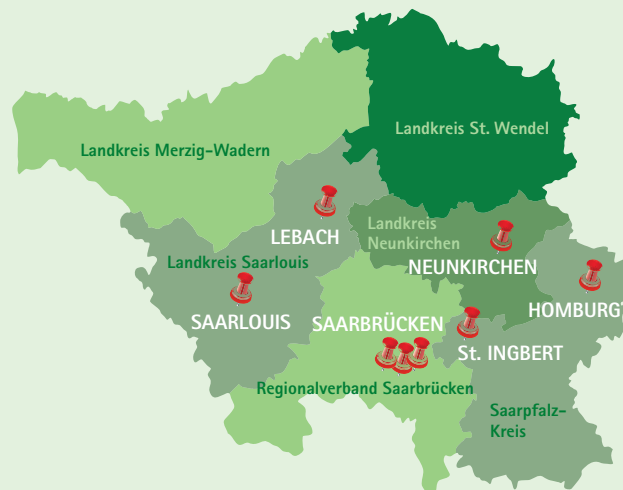 Landkreis St. Wendel
Landkreis Merzig-Wadern
Landkreis
Neunkirchen
LEBACH
NEUNKIRCHEN
Landkreis Saarlouis
HOMBURG
SAARLOUIS
SAARBRÜCKEN
St. INGBERT
Regionalverband Saarbrücken
Saarpfalz-
Kreis